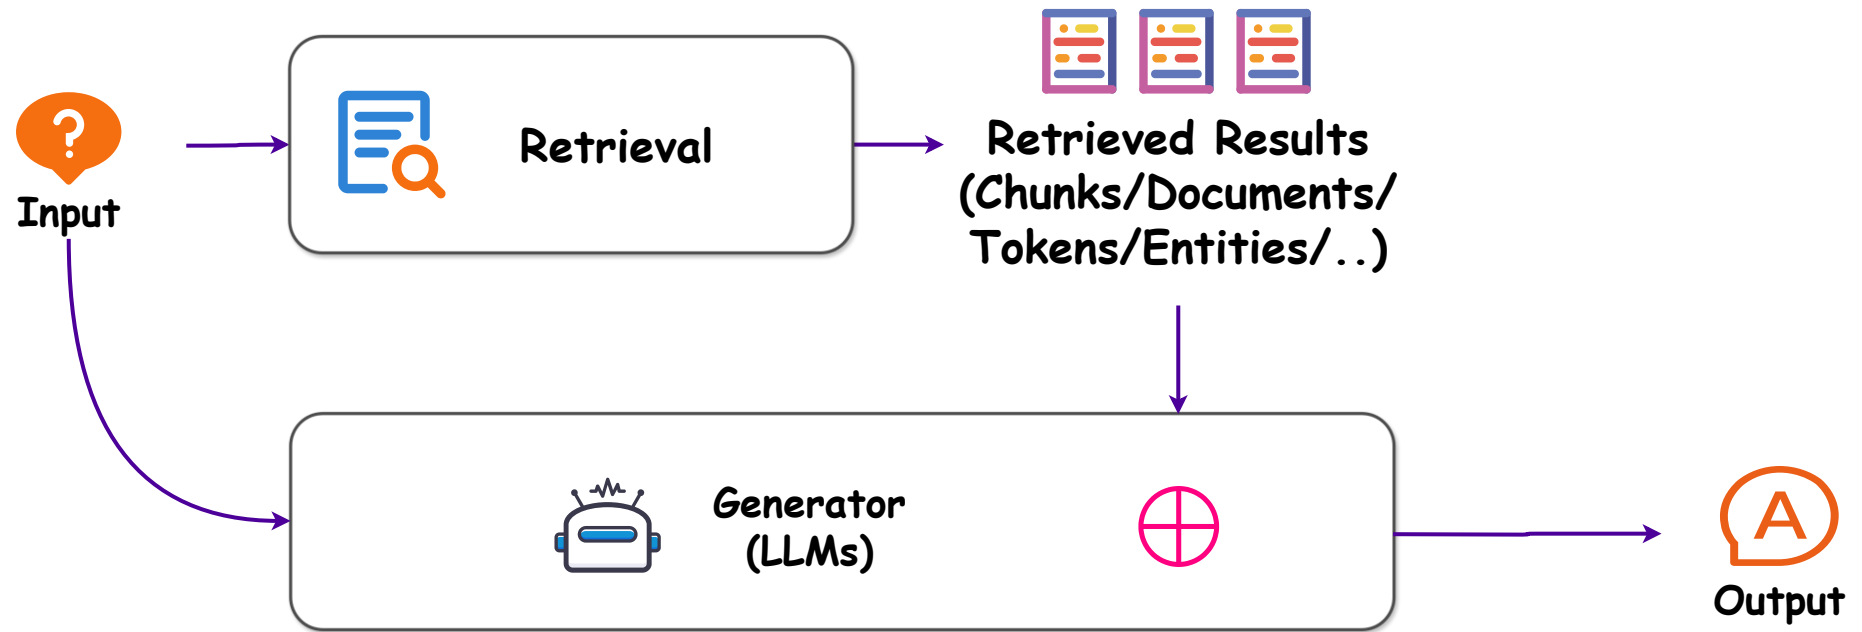 Input
Retrieval
Retrieved Results
(Chunks/Documents/
Tokens/Entities/..)
Generator
(LLMs)
A
Output